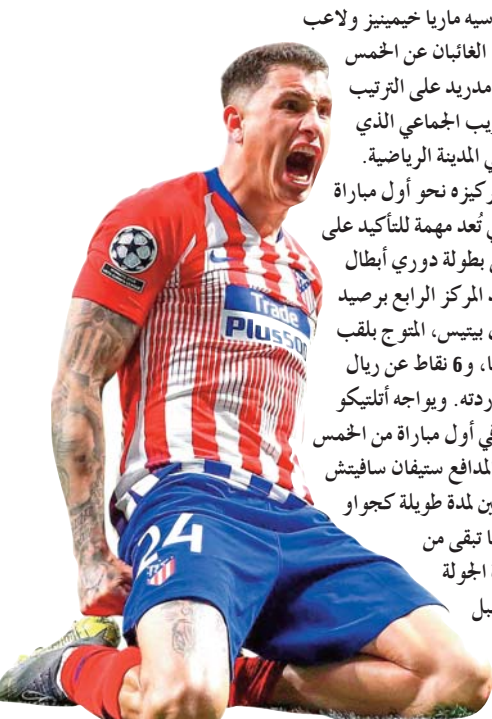 سيه ماريا خيمينيز ولاعب
الغائبان عن الخمس
مدريد على الترتيب
ريب الجماعي الذي
ي المدينة الرياضية.
ركيزه نحو أول مباراة
ي تُعد مهمة للتأكيد على
بطولة دوري أبطال
المركز الرابع برصيد
بيتيس، المتوج بلقب
ا، و6 نقاط عن ريال
ردته. ويواجه أتلتيكو
في أول مباراة من الخمس
لمدافع ستيفان سافيتش
ين لمدة طويلة كجواو
ا تبقى من
الجولة
بل
Trade
Plus500
24